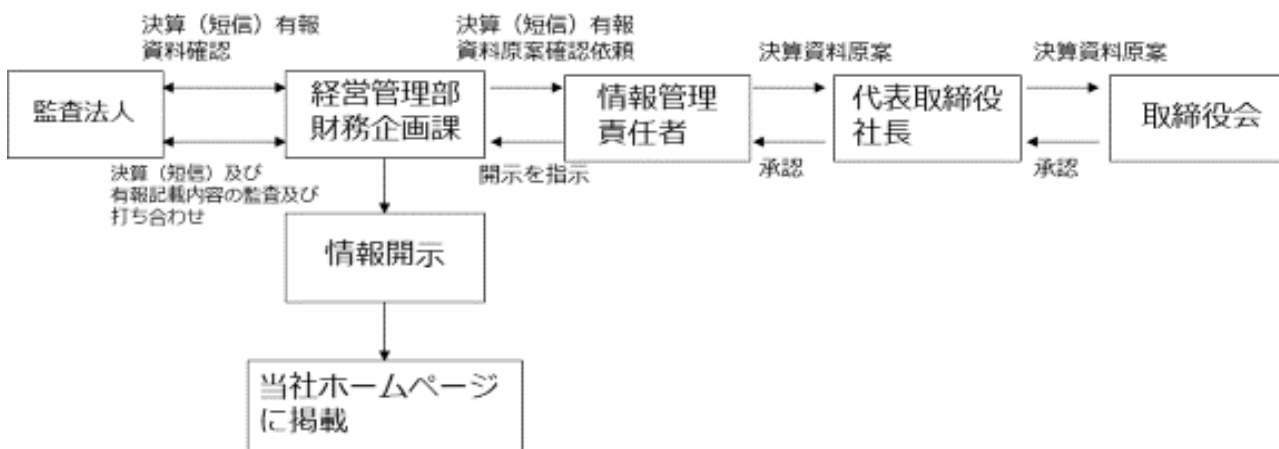 決算（短信）有報
資料確認
決算（短信）有報
資料原案確認依頼
決算資料原案
決算資料原案
監査法人
経営管理部
財務企画課
情報管理
責任者
代表取締役
社長
取締役会
決算（短信）及び
有報記載内容の監査及び
打ち合わせ
開示を指示
承認
承認
情報開示
当社ホームページ
に掲載